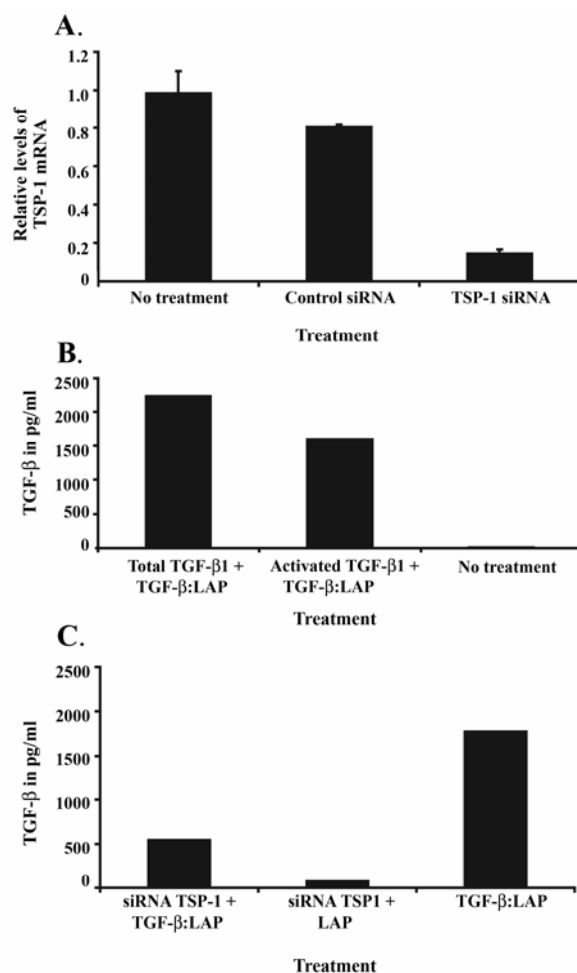 A.
Relative levels of
TSP-1 mRNA
1.2
1.0
0.8
0.6
0.4
0.2
0
No treatment
Control siRNA
TSP-1 siRNA
Treatment
B.
TGF-β in pg/ml
2500
2000
1500
1000
500
0
Total TGF-β1 +
TGF-β:LAP
Activated TGF-β1 +
TGF-β:LAP
No treatment
Treatment
C.
TGF-β in pg/ml
2500
2000
1500
1000
500
0
siRNA TSP-1 +
TGF-β:LAP
siRNA TSP1 +
LAP
TGF-β:LAP
Treatment